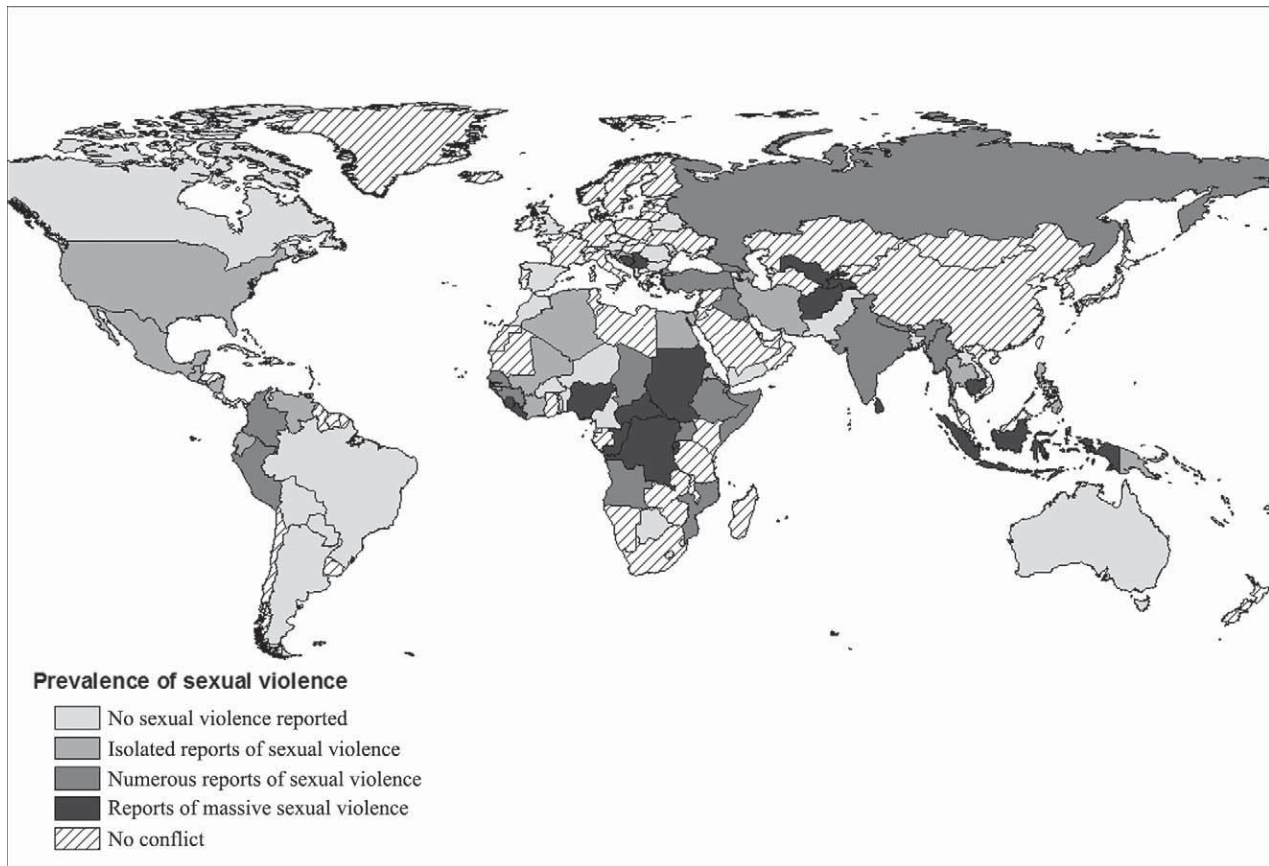 Prevalence of sexual violence
No sexual violence reported
Isolated reports of sexual violence
Numerous reports of sexual violence
Reports of massive sexual violence
No conflict